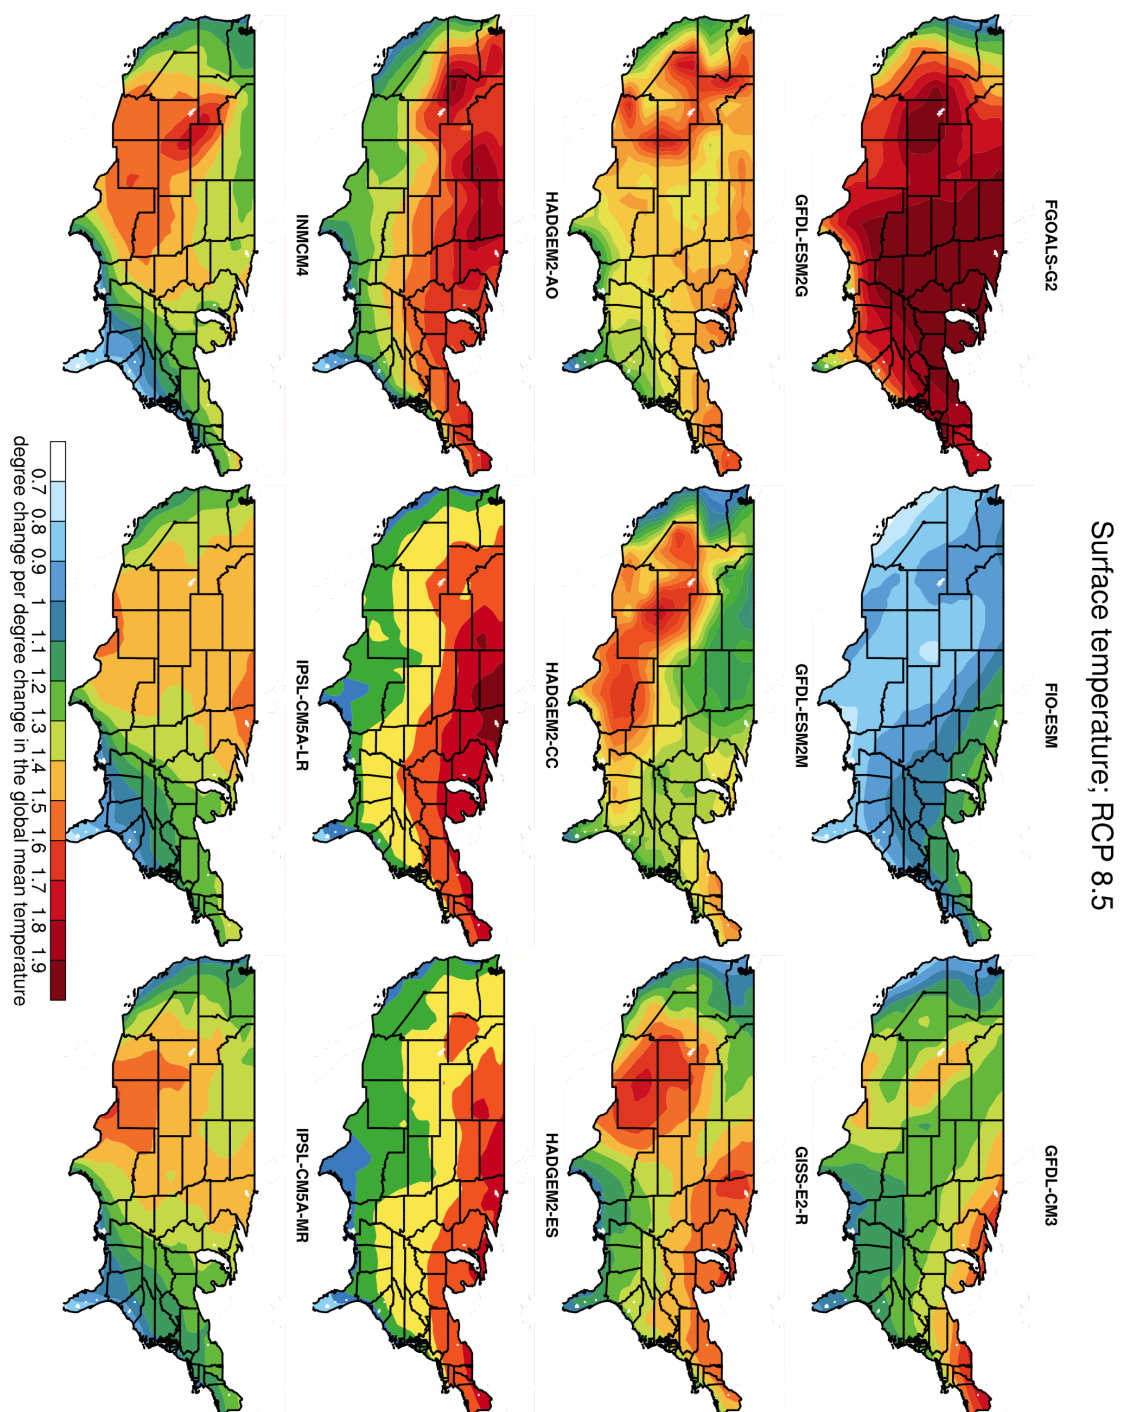 Surface temperature; RCP 8.5
FGOALS-G2
FIO-ESM
GFDL-CM3
GFDL-ESM2G
GFDL-ESM2M
GISS-E2-R
HADGEM2-AO
HADGEM2-CC
HADGEM2-ES
INMCM4
IPSL-CM5A-LR
IPSL-CM5A-MR
0.7 0.8 0.9 1 1.1 1.2 1.3 1.4 1.5 1.6 1.7 1.8 1.9
degree change per degree change in the global mean temperature